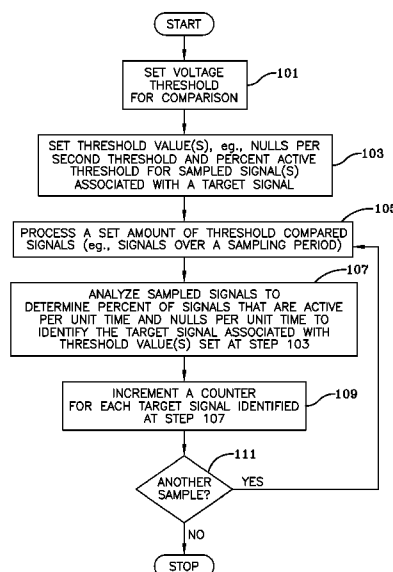 START
SET VOLTAGE
THRESHOLD
FOR COMPARISON
101
SET THRESHOLD VALUE(S), eg., NULLS PER
SECOND THRESHOLD AND PERCENT ACTIVE
THRESHOLD FOR SAMPLED SIGNAL(S)
ASSOCIATED WITH A TARGET SIGNAL
103
105
PROCESS A SET AMOUNT OF THRESHOLD COMPARED
SIGNALS (eg., SIGNALS OVER A SAMPLING PERIOD)
107
ANALYZE SAMPLED SIGNALS TO
DETERMINE PERCENT OF SIGNALS THAT ARE ACTIVE
PER UNIT TIME AND NULLS PER UNIT TIME TO
IDENTIFY THE TARGET SIGNAL ASSOCIATED WITH
THRESHOLD VALUE(S) SET AT STEP 103
INCREMENT A COUNTER
FOR EACH TARGET SIGNAL IDENTIFIED
AT STEP 107
109
111
ANOTHER
SAMPLE?
YES
NO
STOP